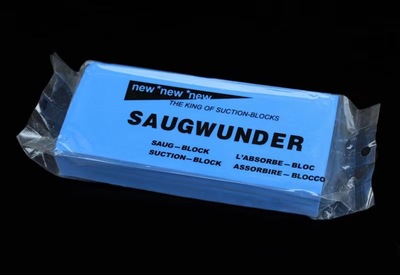 new *new *new
THE KING OF SUCTION-BLOCKS
SAUGWUNDER
SAUG-BLOCK L'ABSORBE-BLOC
SUCTION-BLOCK ASSORBIRE-BLOCCO